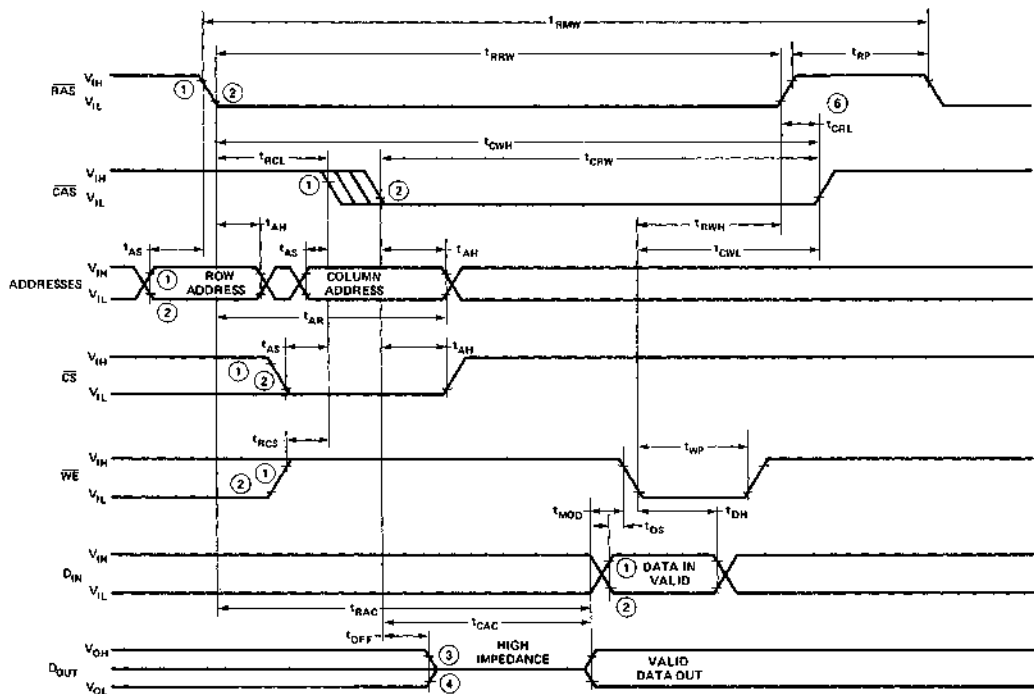 tRMW
tRRW
tRP
RAS
VIH
VIL
1
2
6
tCRL
tCWH
tRCL
tCRW
CAS
VIH
VIL
1
2
tRWH
tCWL
tAS
tAH
tAS
tAH
ADDRESSES
VIH
VIL
1
2
ROW
ADDRESS
COLUMN
ADDRESS
tAR
tAS
tAH
CS
VIH
VIL
1
2
tRCS
tWP
WE
VIH
VIL
1
2
tMOD
tDS
tDH
DIN
VIH
VIL
1
2
DATA IN
VALID
tRAC
tCAC
tOFF
DOUT
VOH
VOL
3
4
HIGH
IMPEDANCE
VALID
DATA OUT